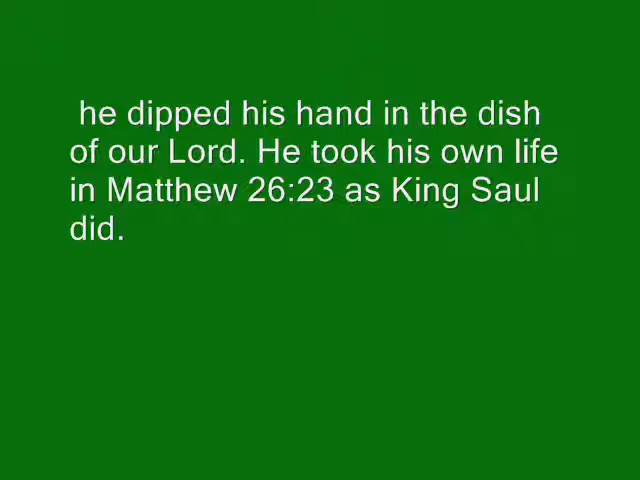 he dipped his hand in the dish
of our Lord. He took his own life
in Matthew 26:23 as King Saul
did.